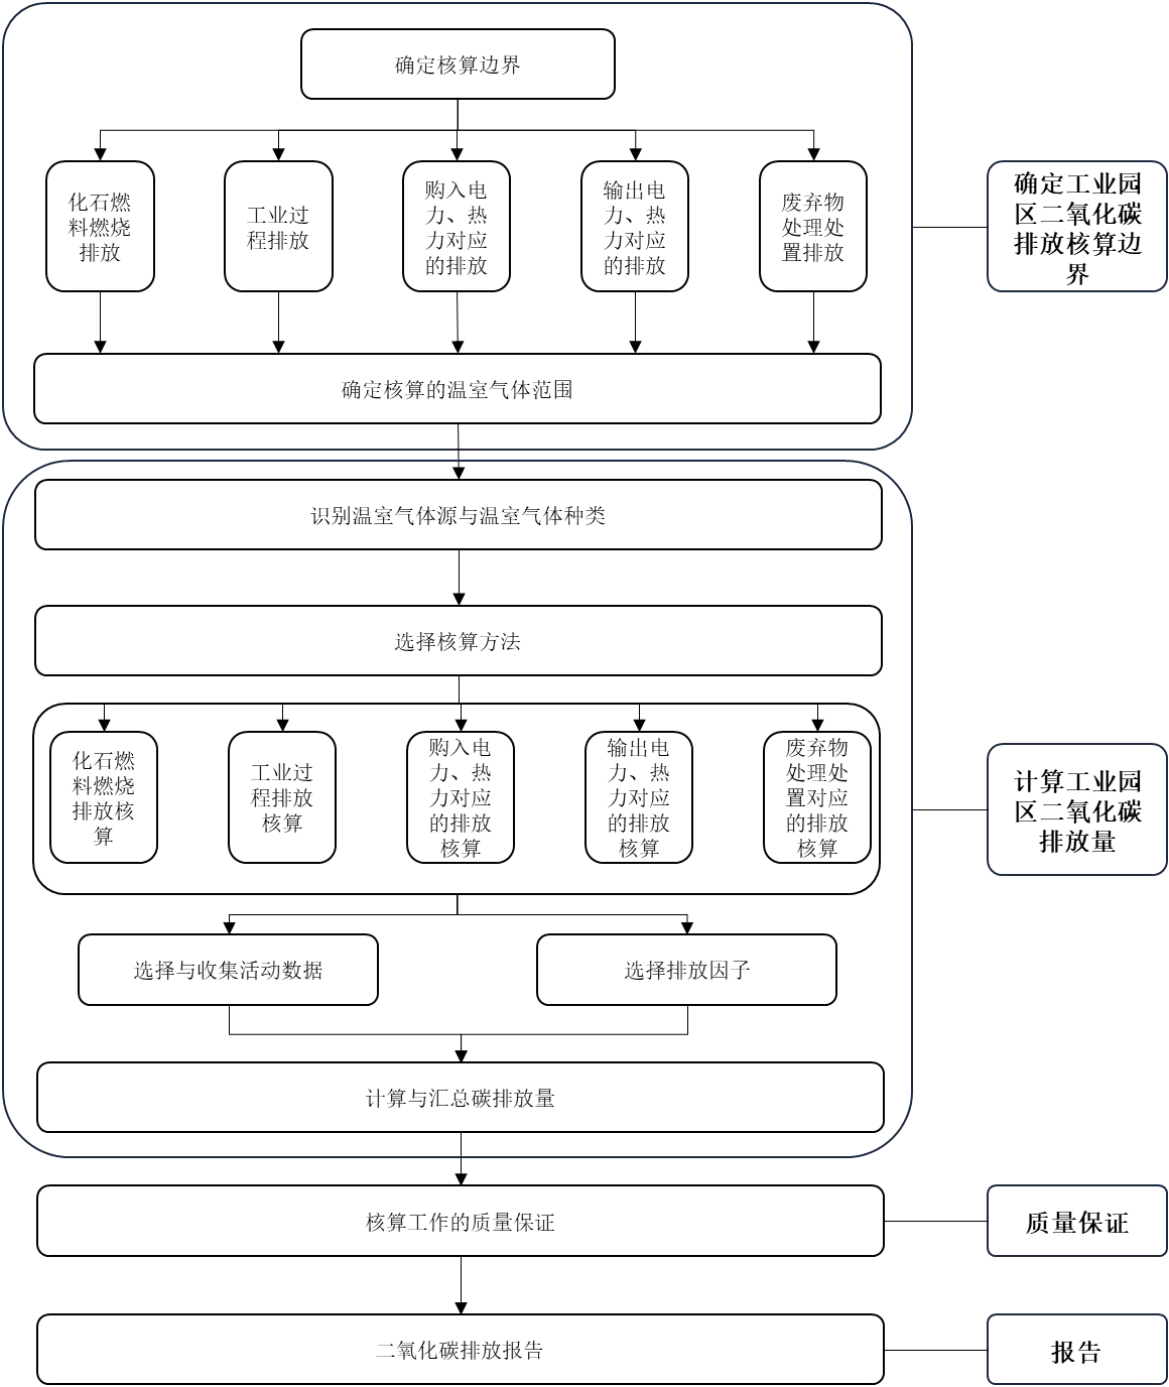 确定核算边界
化石燃
料燃烧
排放
工业过
程排放
购入电
力、热
力对应
的排放
输出电
力、热
力对应
的排放
废弃物
处理处
置排放
确定工业园
区二氧化碳
排放核算边
界
确定核算的温室气体范围
识别温室气体源与温室气体种类
选择核算方法
化石燃
料燃烧
排放核
算
工业过
程排放
核算
购入电
力、热
力对应
的排放
核算
输出电
力、热
力对应
的排放
核算
废弃物
处理处
置对应
的排放
核算
计算工业园
区二氧化碳
排放量
选择与收集活动数据
选择排放因子
计算与汇总碳排放量
核算工作的质量保证
质量保证
二氧化碳排放报告
报告